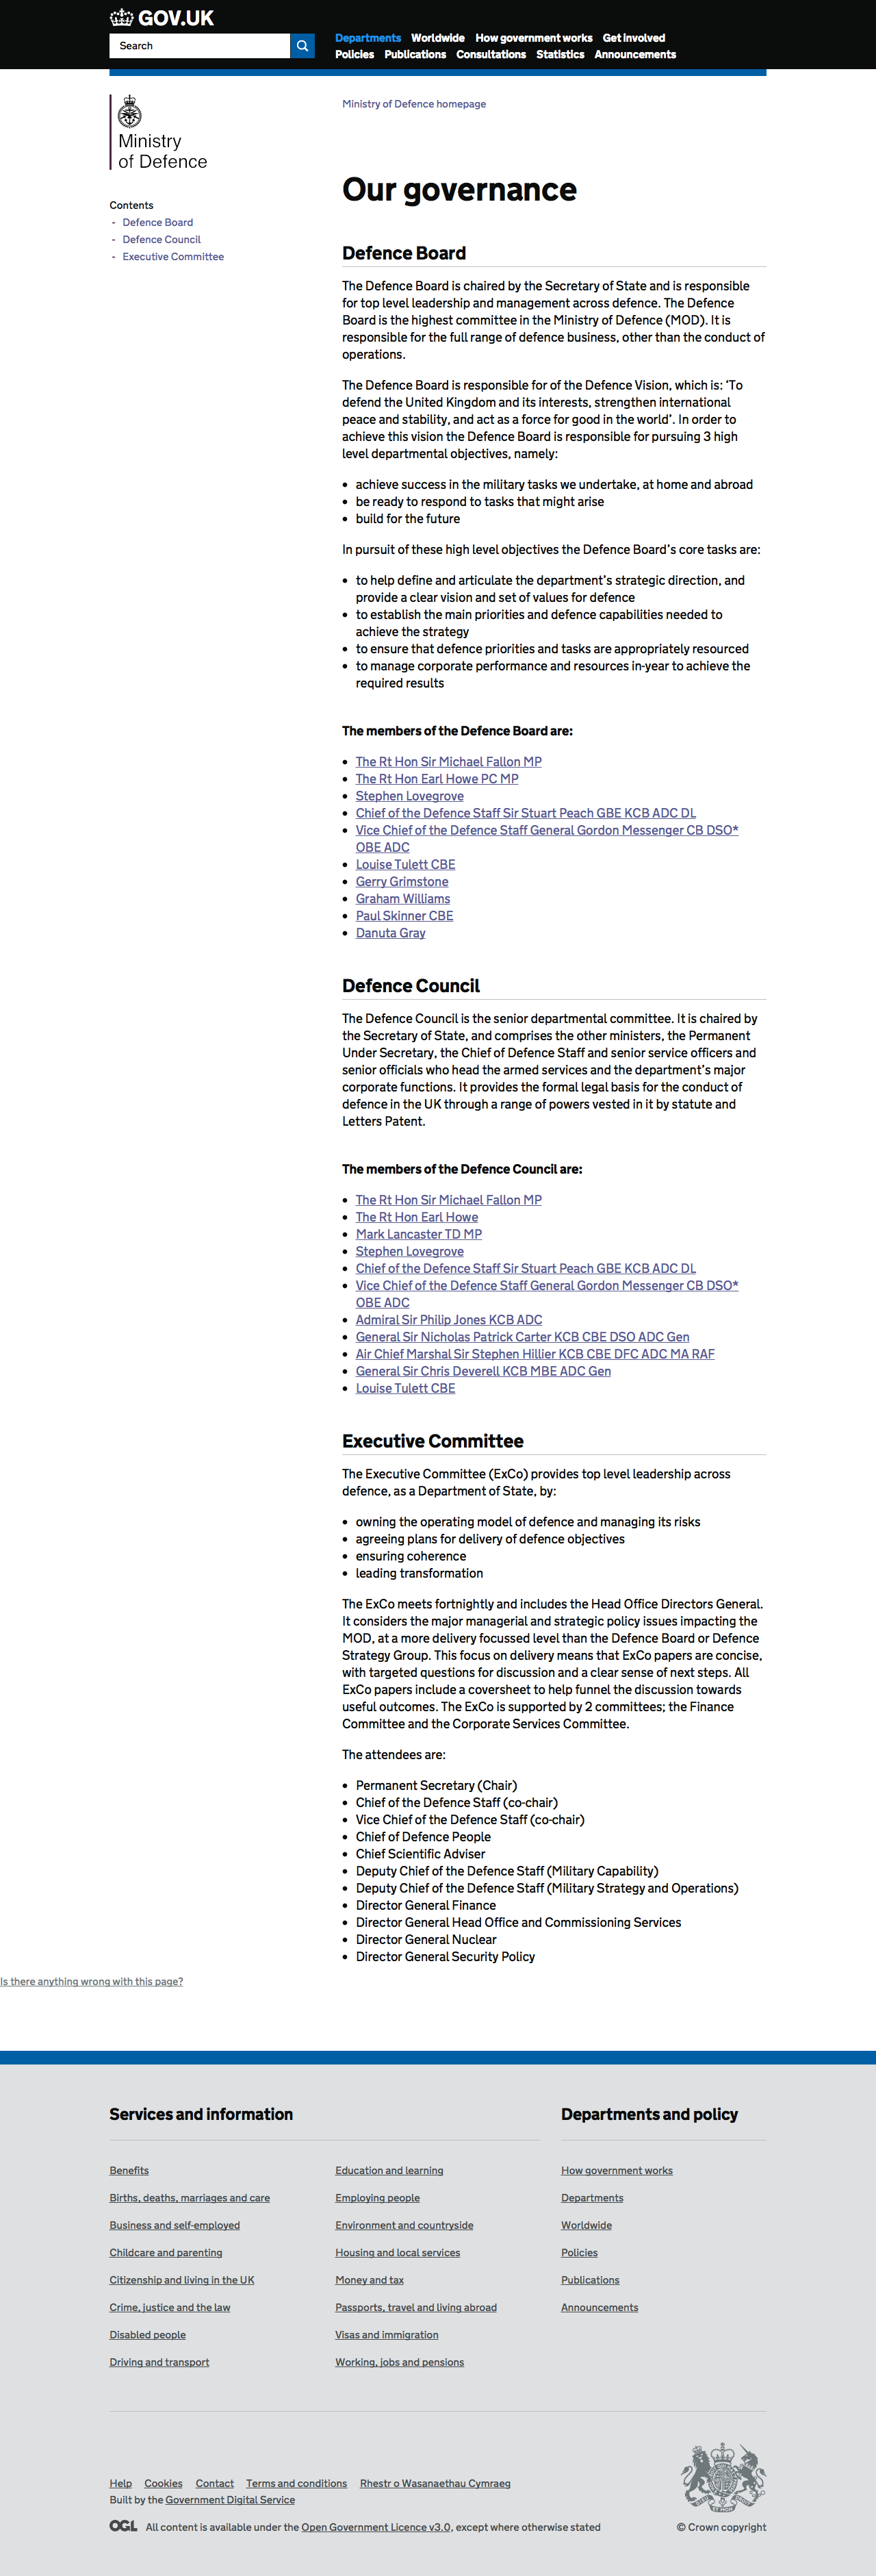 GOV.UK
Search
Departments Worldwide How government works Get involved
Policies Publications Consultations Statistics Announcements
Ministry
of Defence
Ministry of Defence homepage
Our governance
Contents
- Defence Board
- Defence Council
- Executive Committee
Defence Board
The Defence Board is chaired by the Secretary of State and is responsible
for top level leadership and management across defence. The Defence
Board is the highest committee in the Ministry of Defence (MOD). It is
responsible for the full range of defence business, other than the conduct of
operations.
The Defence Board is responsible for of the Defence Vision, which is: ‘To
defend the United Kingdom and its interests, strengthen international
peace and stability, and act as a force for good in the world’. In order to
achieve this vision the Defence Board is responsible for pursuing 3 high
level departmental objectives, namely:
• achieve success in the military tasks we undertake, at home and abroad
• be ready to respond to tasks that might arise
• build for the future
In pursuit of these high level objectives the Defence Board’s core tasks are:
• to help define and articulate the department’s strategic direction, and
provide a clear vision and set of values for defence
• to establish the main priorities and defence capabilities needed to
achieve the strategy
• to ensure that defence priorities and tasks are appropriately resourced
• to manage corporate performance and resources in-year to achieve the
required results
The members of the Defence Board are:
• The Rt Hon Sir Michael Fallon MP
• The Rt Hon Earl Howe PC MP
• Stephen Lovegrove
• Chief of the Defence Staff Sir Stuart Peach GBE KCB ADC DL
• Vice Chief of the Defence Staff General Gordon Messenger CB DSO*
OBE ADC
• Louise Tulett CBE
• Gerry Grimstone
• Graham Williams
• Paul Skinner CBE
• Danuta Gray
Defence Council
The Defence Council is the senior departmental committee. It is chaired by
the Secretary of State, and comprises the other ministers, the Permanent
Under Secretary, the Chief of Defence Staff and senior service officers and
senior officials who head the armed services and the department’s major
corporate functions. It provides the formal legal basis for the conduct of
defence in the UK through a range of powers vested in it by statute and
Letters Patent.
The members of the Defence Council are:
• The Rt Hon Sir Michael Fallon MP
• The Rt Hon Earl Howe
• Mark Lancaster TD MP
• Stephen Lovegrove
• Chief of the Defence Staff Sir Stuart Peach GBE KCB ADC DL
• Vice Chief of the Defence Staff General Gordon Messenger CB DSO*
OBE ADC
• Admiral Sir Philip Jones KCB ADC
• General Sir Nicholas Patrick Carter KCB CBE DSO ADC Gen
• Air Chief Marshal Sir Stephen Hillier KCB CBE DFC ADC MA RAF
• General Sir Chris Deverell KCB MBE ADC Gen
• Louise Tulett CBE
Executive Committee
The Executive Committee (ExCo) provides top level leadership across
defence, as a Department of State, by:
• owning the operating model of defence and managing its risks
• agreeing plans for delivery of defence objectives
• ensuring coherence
• leading transformation
The ExCo meets fortnightly and includes the Head Office Directors General.
It considers the major managerial and strategic policy issues impacting the
MOD, at a more delivery focussed level than the Defence Board or Defence
Strategy Group. This focus on delivery means that ExCo papers are concise,
with targeted questions for discussion and a clear sense of next steps. All
ExCo papers include a coversheet to help funnel the discussion towards
useful outcomes. The ExCo is supported by 2 committees; the Finance
Committee and the Corporate Services Committee.
The attendees are:
• Permanent Secretary (Chair)
• Chief of the Defence Staff (co-chair)
• Vice Chief of the Defence Staff (co-chair)
• Chief of Defence People
• Chief Scientific Adviser
• Deputy Chief of the Defence Staff (Military Capability)
• Deputy Chief of the Defence Staff (Military Strategy and Operations)
• Director General Finance
• Director General Head Office and Commissioning Services
• Director General Nuclear
• Director General Security Policy
Is there anything wrong with this page?
Services and information
Benefits
Births, deaths, marriages and care
Business and self-employed
Childcare and parenting
Citizenship and living in the UK
Crime, justice and the law
Disabled people
Driving and transport
Education and learning
Employing people
Environment and countryside
Housing and local services
Money and tax
Passports, travel and living abroad
Visas and immigration
Working, jobs and pensions
Departments and policy
How government works
Departments
Worldwide
Policies
Publications
Announcements
Help Cookies Contact Terms and conditions Rhestr o Wasanaethau Cymraeg
Built by the Government Digital Service
OGL All content is available under the Open Government Licence v3.0, except where otherwise stated
© Crown copyright